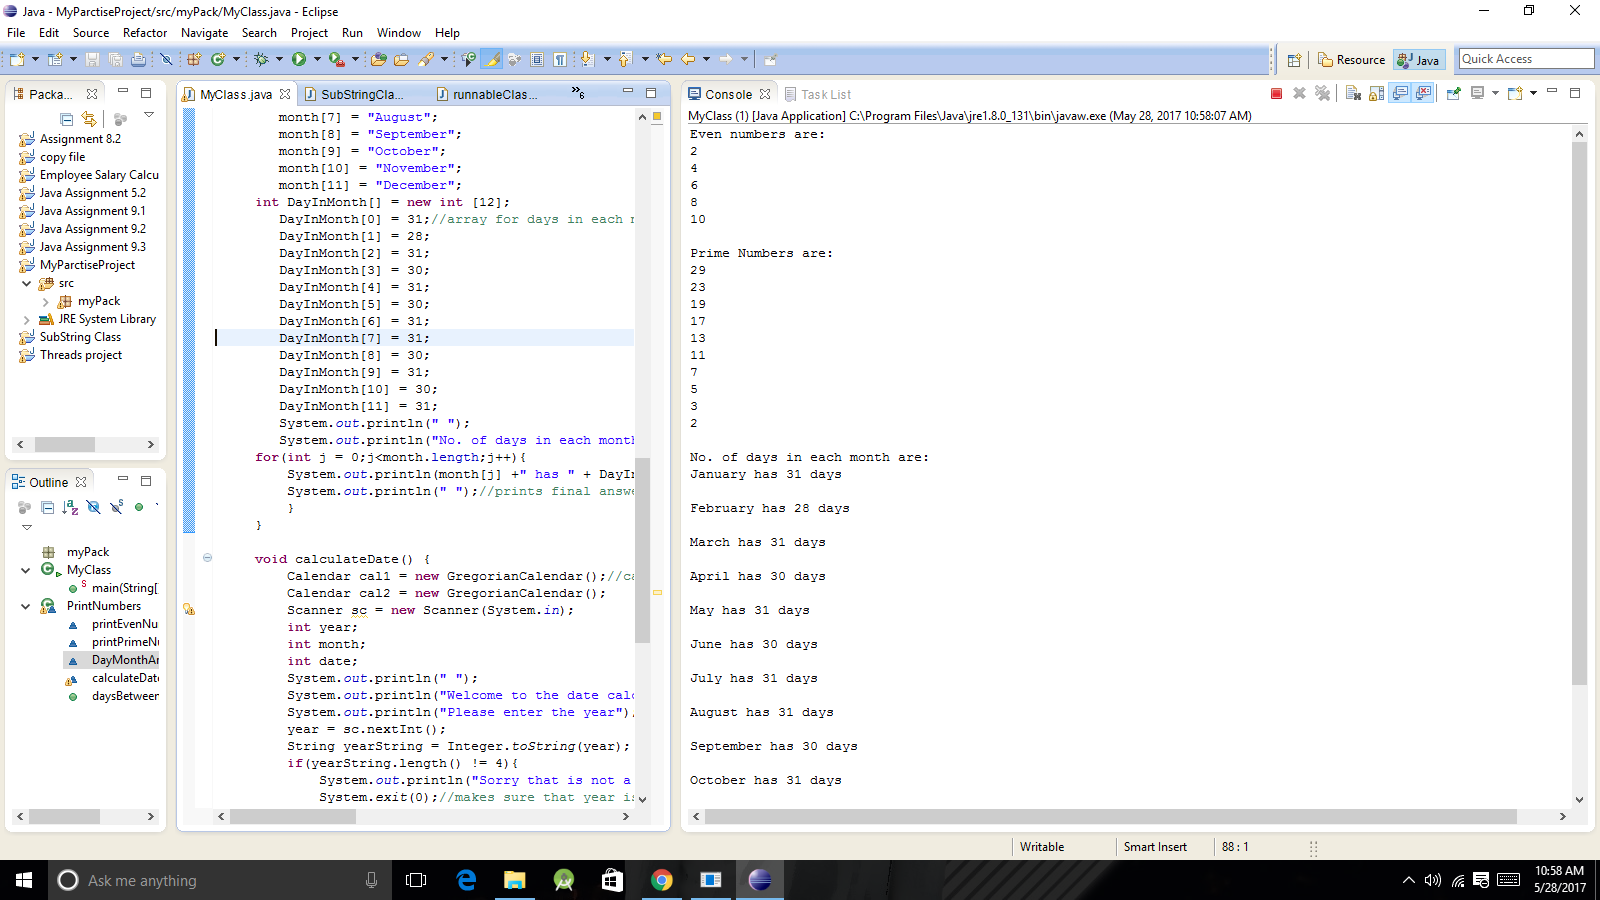 Java - MyParctiseProject/src/myPack/MyClass.java - Eclipse
File Edit Source Refactor Navigate Search Project Run Window Help
Resource Java Quick Access
Packa...
Assignment 8.2
copy file
Employee Salary Calcu
Java Assignment 5.2
Java Assignment 9.1
Java Assignment 9.2
Java Assignment 9.3
MyParctiseProject
src
myPack
JRE System Library
SubString Class
Threads project
Outline
myPack
MyClass
main(String[
PrintNumbers
printEvenNu
printPrimeNu
DayMonthAr
calculateDate
daysBetween
MyClass.java SubStringCla... runnableClas... »6
month[7] = "August";
month[8] = "September";
month[9] = "October";
month[10] = "November";
month[11] = "December";
int DayInMonth[] = new int [12];
DayInMonth[0] = 31;//array for days in each m
DayInMonth[1] = 28;
DayInMonth[2] = 31;
DayInMonth[3] = 30;
DayInMonth[4] = 31;
DayInMonth[5] = 30;
DayInMonth[6] = 31;
DayInMonth[7] = 31;
DayInMonth[8] = 30;
DayInMonth[9] = 31;
DayInMonth[10] = 30;
DayInMonth[11] = 31;
System.out.println(" ");
System.out.println("No. of days in each month
for(int j = 0;j<month.length;j++){
System.out.println(month[j] +" has " + DayIn
System.out.println(" ");//prints final answe
}
}
void calculateDate() {
Calendar cal1 = new GregorianCalendar();//ca
Calendar cal2 = new GregorianCalendar();
Scanner sc = new Scanner(System.in);
int year;
int month;
int date;
System.out.println(" ");
System.out.println("Welcome to the date calc
System.out.println("Please enter the year")
year = sc.nextInt();
String yearString = Integer.toString(year);
if(yearString.length() != 4){
System.out.println("Sorry that is not a
System.exit(0);//makes sure that year is
Console Task List
MyClass (1) [Java Application] C:\Program Files\Java\jre1.8.0_131\bin\javaw.exe (May 28, 2017 10:58:07 AM)
Even numbers are:
2
4
6
8
10
Prime Numbers are:
29
23
19
17
13
11
7
5
3
2
No. of days in each month are:
January has 31 days
February has 28 days
March has 31 days
April has 30 days
May has 31 days
June has 30 days
July has 31 days
August has 31 days
September has 30 days
October has 31 days
Writable Smart Insert 88 : 1
Ask me anything
10:58 AM
5/28/2017